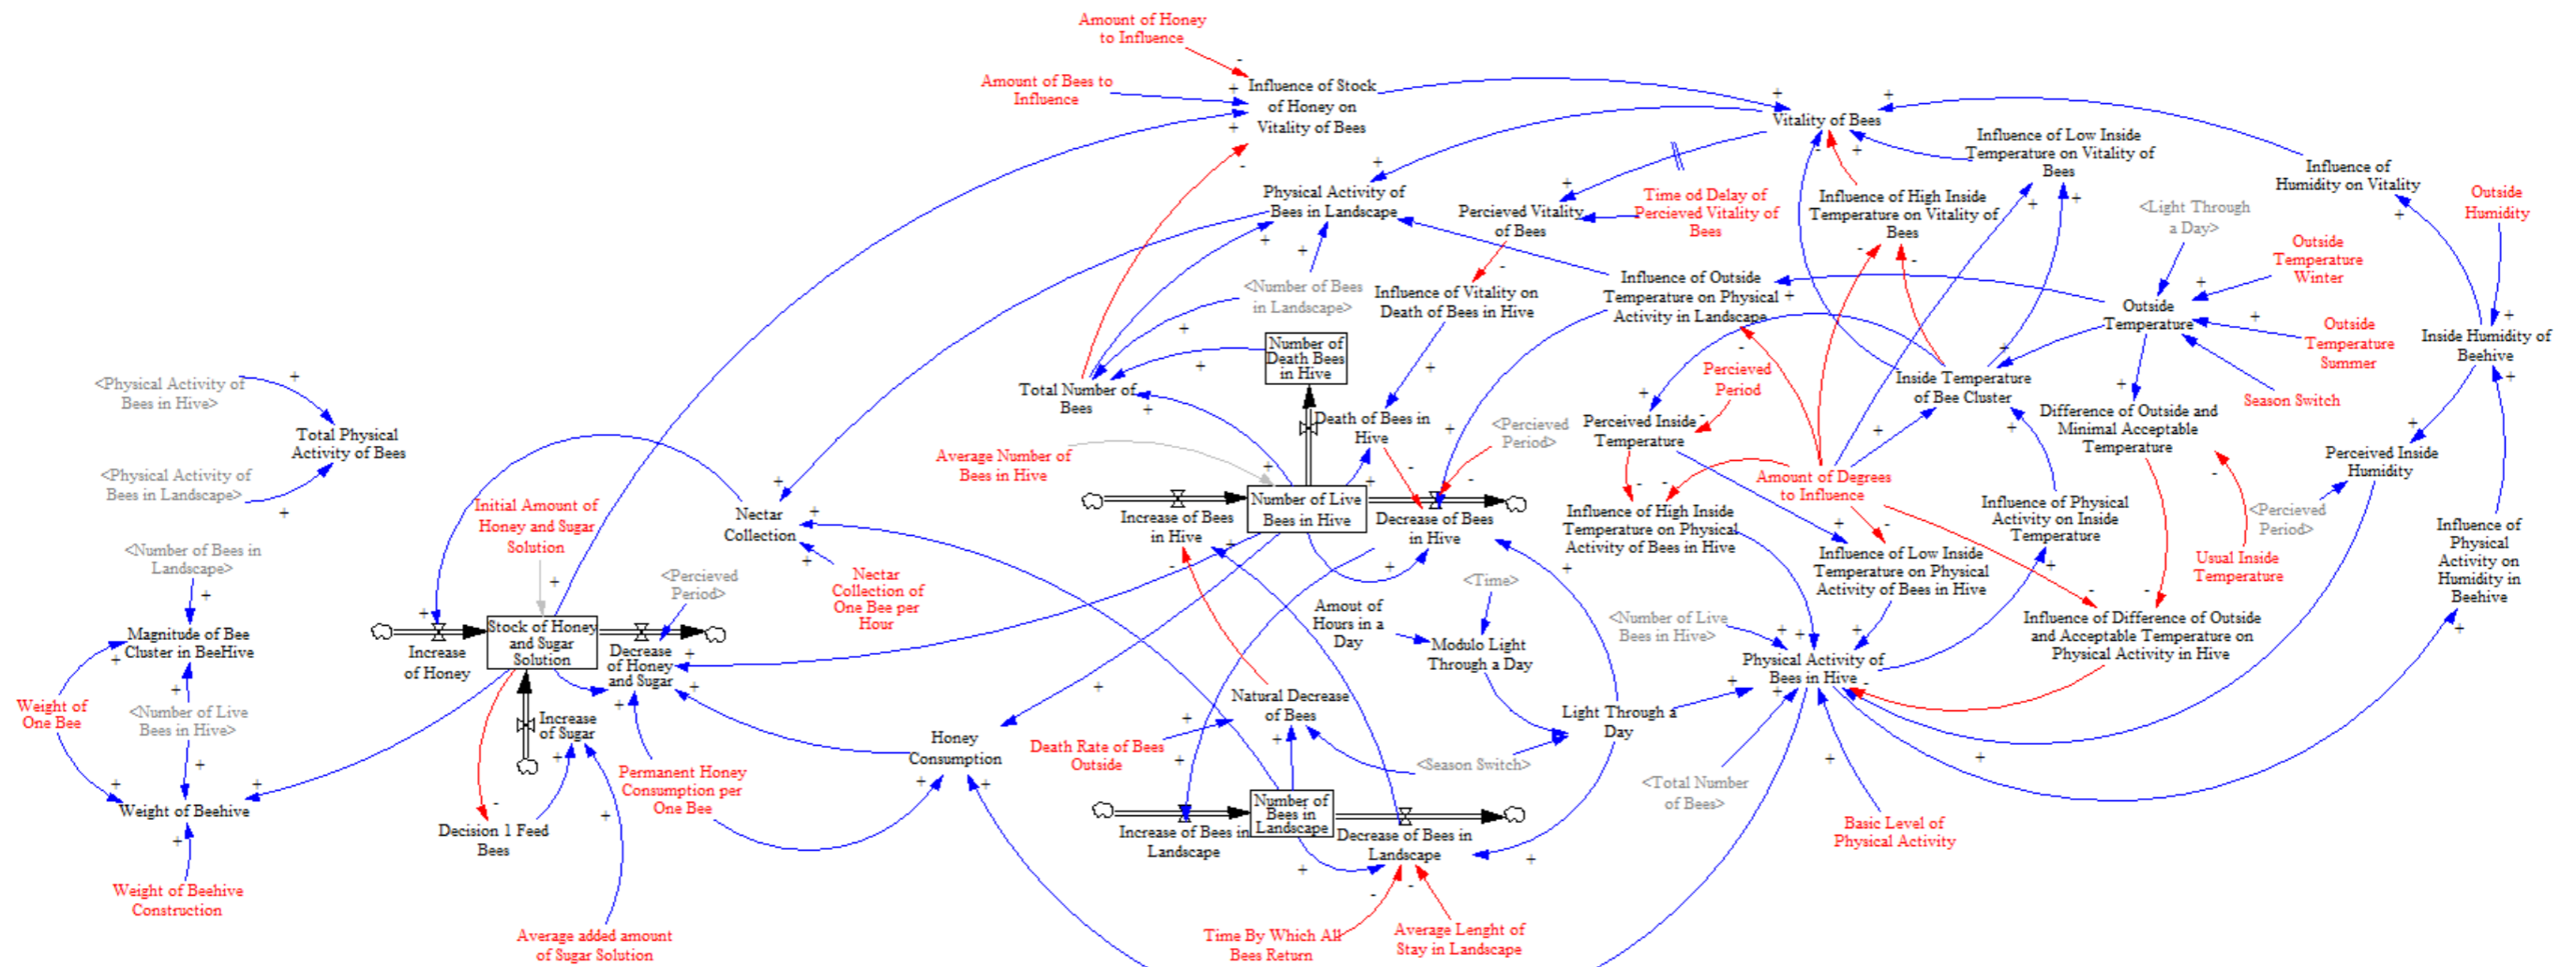 Amount of Honey
to Influence
Amount of Bees to
Influence
Influence of Stock
of Honey on
Vitality of Bees
Vitality of Bees
Influence of Low Inside
Temperature on Vitality of
Bees
Influence of
Humidity on Vitality
Outside
Humidity
Physical Activity of
Bees in Landscape
Percieved Vitality
of Bees
Time od Delay of
Percieved Vitality of
Bees
Influence of High Inside
Temperature on Vitality of
Bees
<Light Through
a Day>
Outside
Temperature
Winter
<Number of Bees
in Landscape>
Influence of Vitality on
Death of Bees in Hive
Influence of Outside
Temperature on Physical
Activity in Landscape
Outside
Temperature
Outside
Temperature
Summer
Inside Humidity of
Beehive
Number of
Death Bees
in Hive
<Physical Activity of
Bees in Hive>
Total Number of
Bees
Percieved
Period
Inside Temperature
of Bee Cluster
Season Switch
Total Physical
Activity of Bees
Death of Bees in
Hive
<Percieved
Period>
Perceived Inside
Temperature
Difference of Outside and
Minimal Acceptable
Temperature
Average Number of
Bees in Hive
Perceived Inside
Humidity
<Physical Activity of
Bees in Landscape>
Amount of Degrees
to Influence
Initial Amount of
Honey and Sugar
Solution
Nectar
Collection
Increase of Bees
in Hive
Number of Live
Bees in Hive
Decrease of Bees
in Hive
Influence of High Inside
Temperature on Physical
Activity of Bees in Hive
Influence of Physical
Activity on Inside
Temperature
<Percieved
Period>
Influence of
Physical
Activity on
Humidity in
Beehive
<Number of Bees in
Landscape>
<Percieved
Period>
Nectar
Collection of
One Bee per
Hour
<Time>
Influence of Low Inside
Temperature on Physical
Activity of Bees in Hive
Usual Inside
Temperature
Magnitude of Bee
Cluster in BeeHive
Increase
of Honey
Stock of Honey
and Sugar
Solution
Decrease
of Honey
and Sugar
Amout of
Hours in a
Day
Modulo Light
Through a Day
<Number of Live
Bees in Hive>
Influence of Difference of Outside
and Acceptable Temperature on
Physical Activity in Hive
Physical Activity of
Bees in Hive
Weight of
One Bee
<Number of Live
Bees in Hive>
Increase
of Sugar
Natural Decrease
of Bees
Light Through a
Day
Honey
Consumption
Death Rate of Bees
Outside
<Season Switch>
Permanent Honey
Consumption per
One Bee
<Total Number
of Bees>
Weight of Beehive
Decision 1 Feed
Bees
Increase of Bees in
Landscape
Number of
Bees in
Landscape
Decrease of Bees in
Landscape
Basic Level of
Physical Activity
Weight of Beehive
Construction
Average added amount
of Sugar Solution
Time By Which All
Bees Return
Average Lenght of
Stay in Landscape